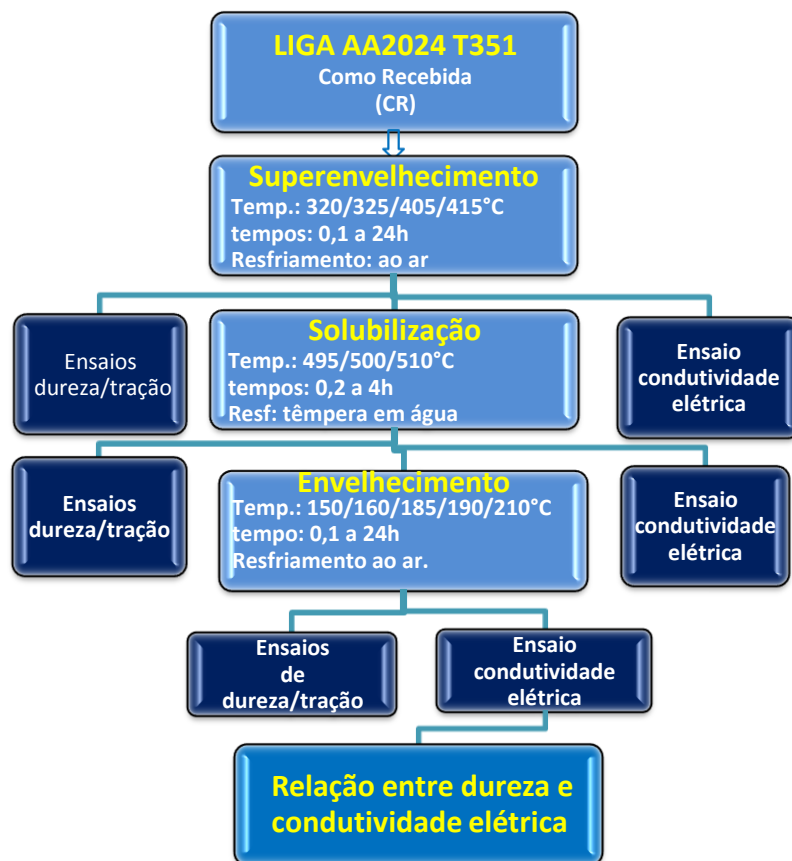 LIGA AA2024 T351
Como Recebida
(CR)
Superenvelhecimento
Temp.: 320/325/405/415°C
tempos: 0,1 a 24h
Resfriamento: ao ar
Ensaios
dureza/tração
Solubilização
Temp.: 495/500/510°C
tempos: 0,2 a 4h
Resf: têmpera em água
Ensaio
condutividade
elétrica
Ensaios
dureza/tração
Envelhecimento
Temp.: 150/160/185/190/210°C
tempo: 0,1 a 24h
Resfriamento ao ar.
Ensaio
condutividade
elétrica
Ensaios
de
dureza/tração
Ensaio
condutividade
elétrica
Relação entre dureza e
condutividade elétrica